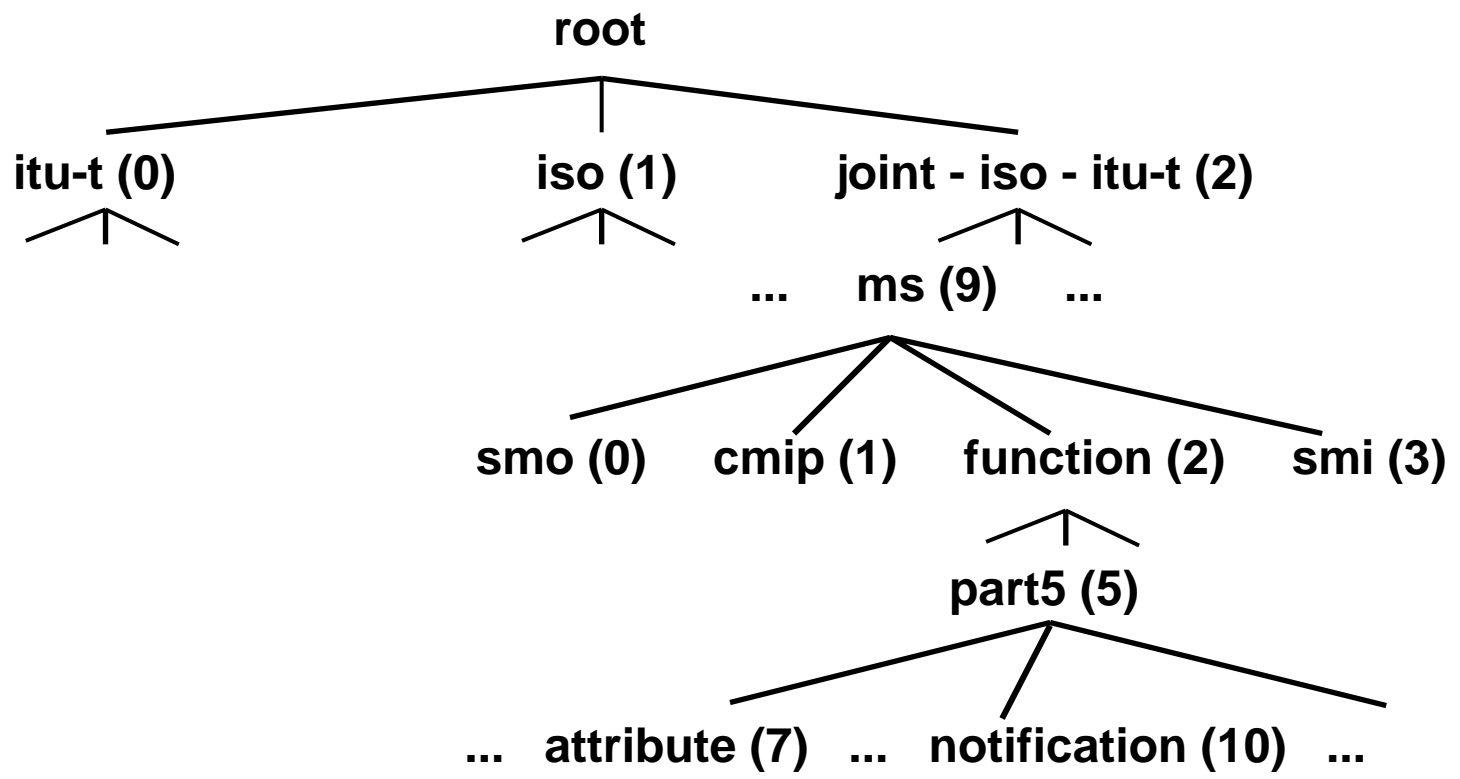 root
itu-t (0) iso (1) joint - iso - itu-t (2)
... ms (9) ...
smo (0) cmip (1) function (2) smi (3)
part5 (5)
... attribute (7) ... notification (10) ...